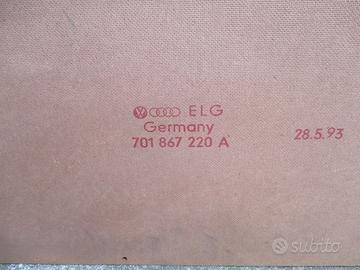 ELG
Germany
701 867 220 A
28.5.93
subito